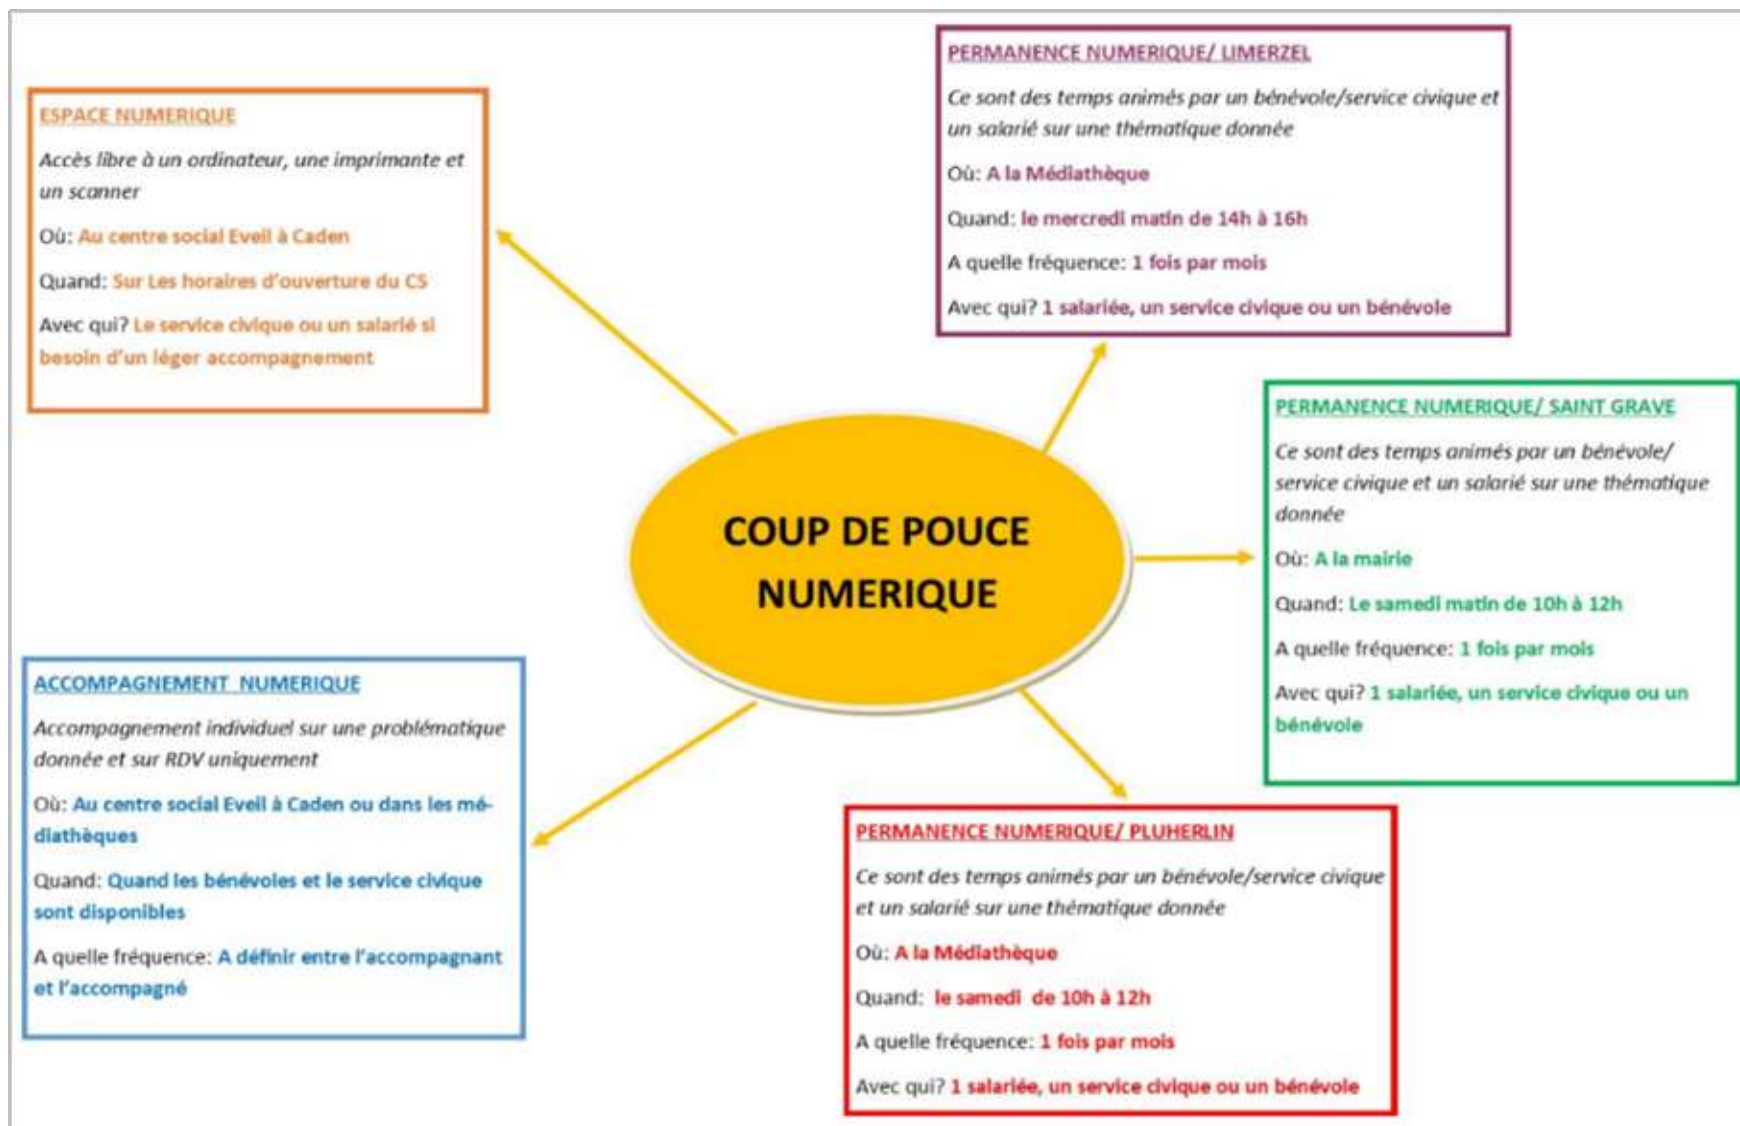 ESPACE NUMERIQUE
Accès libre à un ordinateur, une imprimante et
un scanner
Où: Au centre social Eveil à Caden
Quand: Sur Les horaires d'ouverture du CS
Avec qui? Le service civique ou un salarié si
besoin d'un léger accompagnement
PERMANENCE NUMERIQUE/ LIMERZEL
Ce sont des temps animés par un bénévole/service civique et
un salarié sur une thématique donnée
Où: A la Médiathèque
Quand: le mercredi matin de 14h à 16h
A quelle fréquence: 1 fois par mois
Avec qui? 1 salariée, un service civique ou un bénévole
COUP DE POUCE
NUMERIQUE
PERMANENCE NUMERIQUE/ SAINT GRAVE
Ce sont des temps animés par un bénévole/
service civique et un salarié sur une thématique
donnée
Où: A la mairie
Quand: Le samedi matin de 10h à 12h
A quelle fréquence: 1 fois par mois
Avec qui? 1 salariée, un service civique ou un
bénévole
ACCOMPAGNEMENT NUMERIQUE
Accompagnement individuel sur une problématique
donnée et sur RDV uniquement
Où: Au centre social Eveil à Caden ou dans les mé-
diathèques
Quand: Quand les bénévoles et le service civique
sont disponibles
A quelle fréquence: A définir entre l'accompagnant
et l'accompagné
PERMANENCE NUMERIQUE/ PLUHERLIN
Ce sont des temps animés par un bénévole/service civique
et un salarié sur une thématique donnée
Où: A la Médiathèque
Quand: le samedi de 10h à 12h
A quelle fréquence: 1 fois par mois
Avec qui? 1 salariée, un service civique ou un bénévole